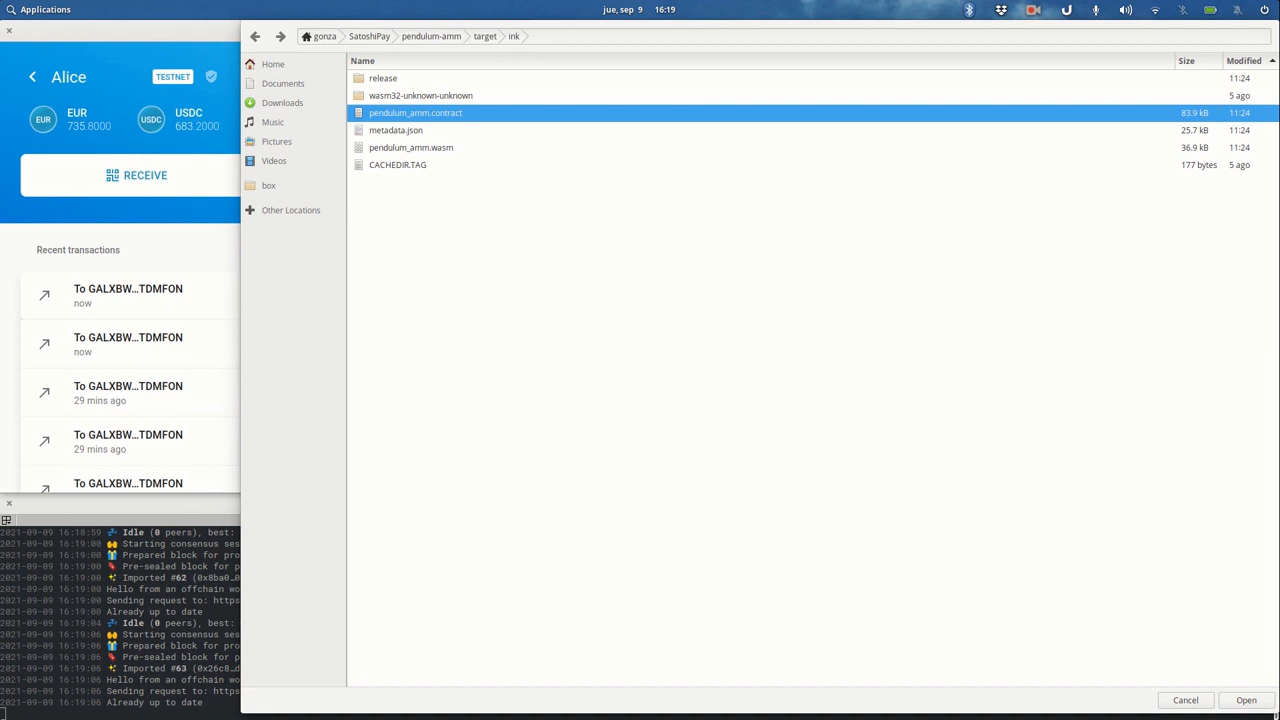 Applications
jue, sep 9 16:19
Alice
TESTNET
EUR
EUR
735.8000
USDC
USDC
683.2000
RECEIVE
Recent transactions
To GALXBW...TDMFON
now
To GALXBW...TDMFON
now
To GALXBW...TDMFON
29 mins ago
To GALXBW...TDMFON
29 mins ago
To GALXBW...TDMFON
2021-09-09 16:18:59 Idle (0 peers), best:
2021-09-09 16:19:00 Starting consensus ses
2021-09-09 16:19:00 Prepared block for pro
2021-09-09 16:19:00 Pre-sealed block for p
2021-09-09 16:19:00 Imported #62 (0x8ba0…0
2021-09-09 16:19:00 Hello from an offchain wo
2021-09-09 16:19:00 Sending request to: https
2021-09-09 16:19:00 Already up to date
2021-09-09 16:19:04 Idle (0 peers), best:
2021-09-09 16:19:06 Starting consensus ses
2021-09-09 16:19:06 Prepared block for pro
2021-09-09 16:19:06 Pre-sealed block for p
2021-09-09 16:19:06 Imported #63 (0x26c8…d
2021-09-09 16:19:06 Hello from an offchain wo
2021-09-09 16:19:06 Sending request to: https
2021-09-09 16:19:06 Already up to date
gonza SatoshiPay pendulum-amm target ink
Home
Documents
Downloads
Music
Pictures
Videos
box
Other Locations
Name Size Modified
release 11:24
wasm32-unknown-unknown 5 ago
pendulum_amm.contract 83.9 kB 11:24
metadata.json 25.7 kB 11:24
pendulum_amm.wasm 36.9 kB 11:24
CACHEDIR.TAG 177 bytes 5 ago
Cancel Open